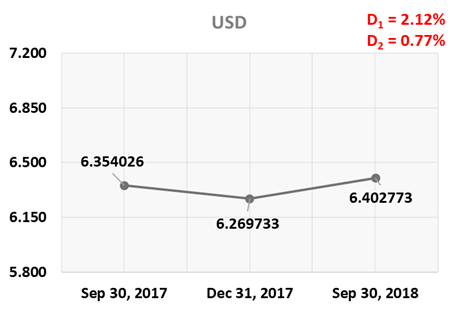 USD
D1 = 2.12%
D2 = 0.77%
7.200
6.850
6.500
6.150
5.800
6.354026
6.269733
6.402773
Sep 30, 2017
Dec 31, 2017
Sep 30, 2018